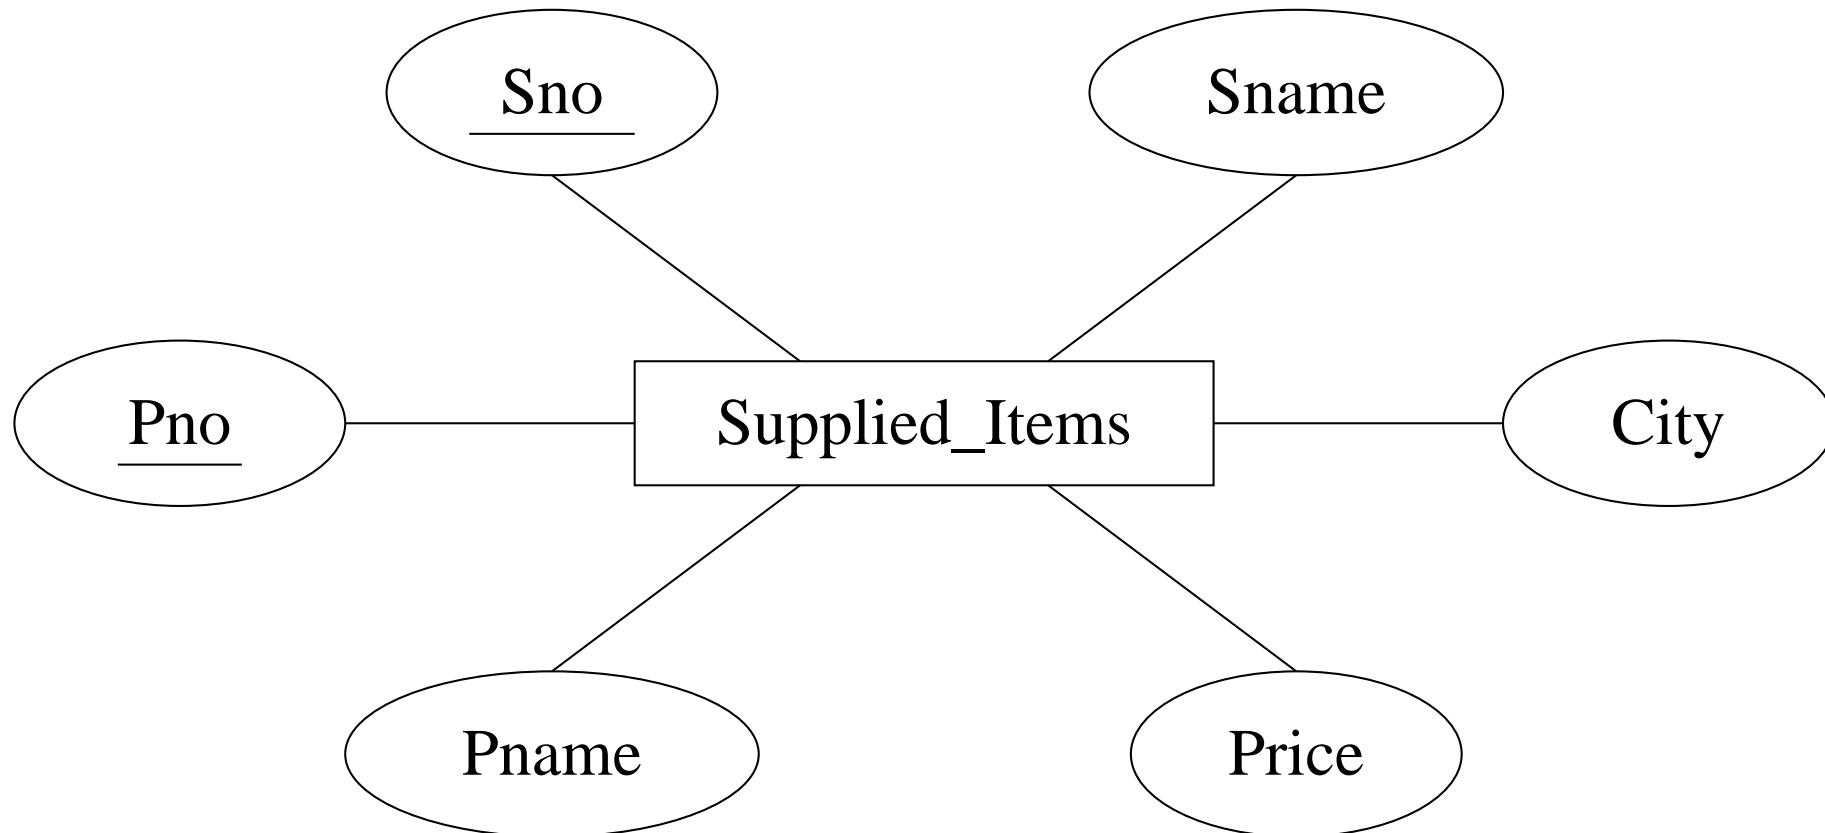 Sno
Sname
Pno
Supplied_Items
City
Pname
Price